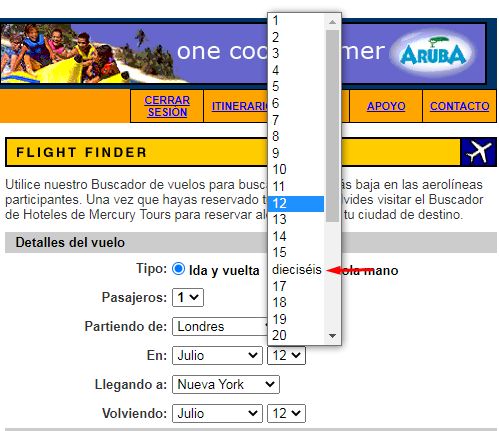 one coo mer
ARUBA
CERRAR
SESIÓN
ITINERARI
APOYO
CONTACTO
FLIGHT FINDER
Utilice nuestro Buscador de vuelos para busca ás baja en las aerolíneas
participantes. Una vez que hayas reservado t vides visitar el Buscador
de Hoteles de Mercury Tours para reservar al tu ciudad de destino.
Detalles del vuelo
Tipo: Ida y vuelta ola mano
Pasajeros: 1
Partiendo de: Londres
En: Julio 12
Llegando a: Nueva York
Volviendo: Julio 12
1
2
3
4
5
6
7
8
9
10
11
12
13
14
15
dieciséis
17
18
19
20